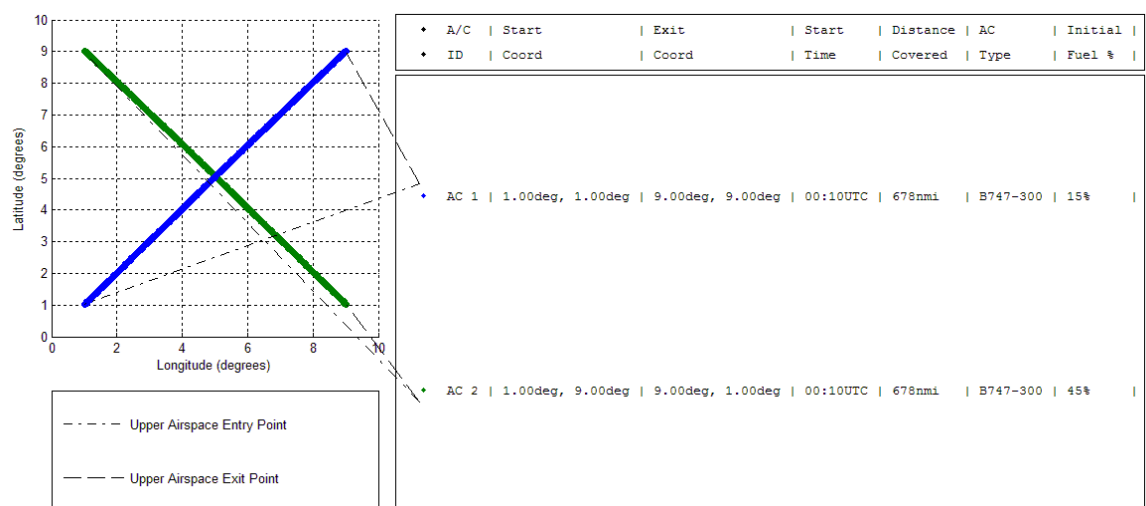 10
9
8
7
6
5
4
3
2
1
0
0 2 4 6 8 10
Latitude (degrees)
Longitude (degrees)
Upper Airspace Entry Point
Upper Airspace Exit Point
A/C | Start | Exit | Start | Distance | AC | Initial |
ID | Coord | Coord | Time | Covered | Type | Fuel % |
AC 1 | 1.00deg, 1.00deg | 9.00deg, 9.00deg | 00:10UTC | 678nmi | B747-300 | 15% |
AC 2 | 1.00deg, 9.00deg | 9.00deg, 1.00deg | 00:10UTC | 678nmi | B747-300 | 45% |